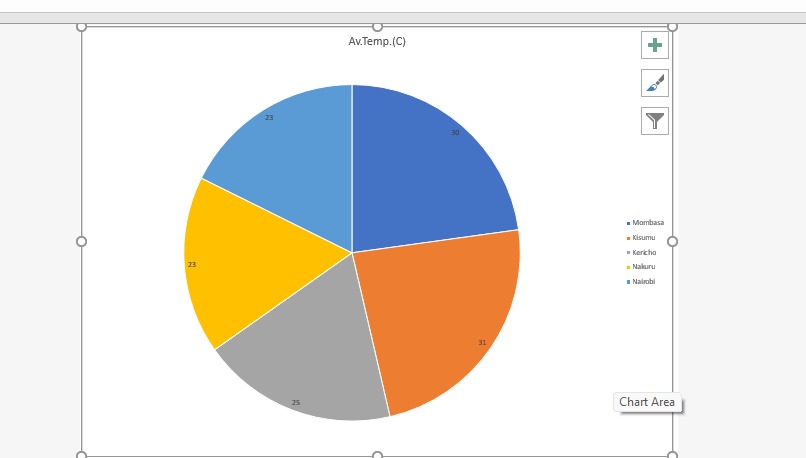 Av.Temp.(C)
23
30
Mombasa
Kisumu
Kericho
23
Nakuru
Nairobi
31
25
Chart Area